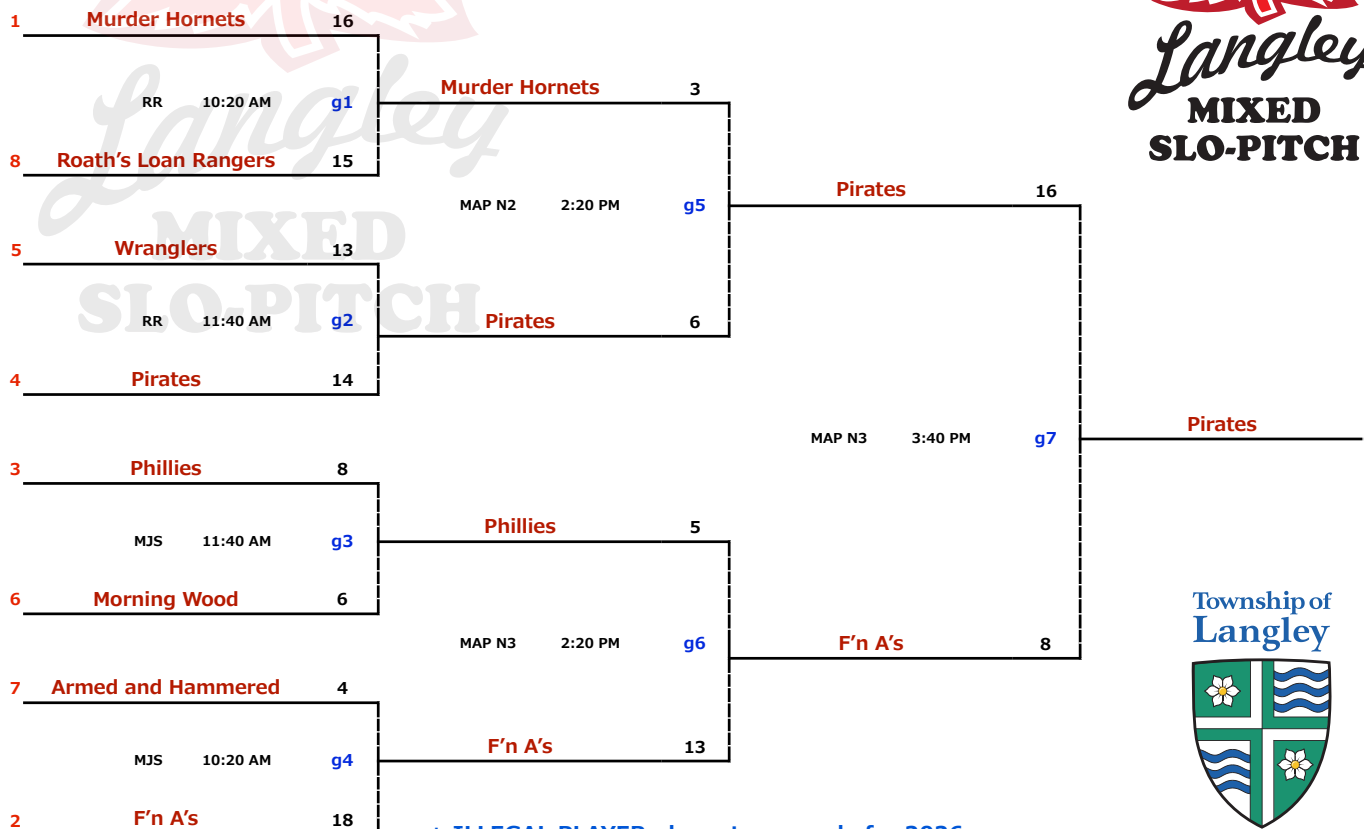 1 Murder Hornets 16
RR 10:20 AM g1
8 Roath's Loan Rangers 15
Murder Hornets 3
MAP N2 2:20 PM g5
5 Wranglers 13
RR 11:40 AM g2
4 Pirates 14
Pirates 6
Pirates 16
MAP N3 3:40 PM g7
Pirates
3 Phillies 8
MJS 11:40 AM g3
6 Morning Wood 6
Phillies 5
MAP N3 2:20 PM g6
7 Armed and Hammered 4
MJS 10:20 AM g4
2 F'n A's 18
F'n A's 13
F'n A's 8
Langley
MIXED
SLO-PITCH
Langley
MIXED
SLO-PITCH
Township of
Langley